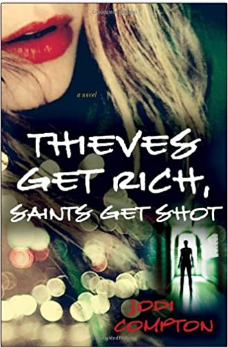 a novel
THIEVES
GET RICH,
SAINTS GET SHOT
JODI
COMPTON